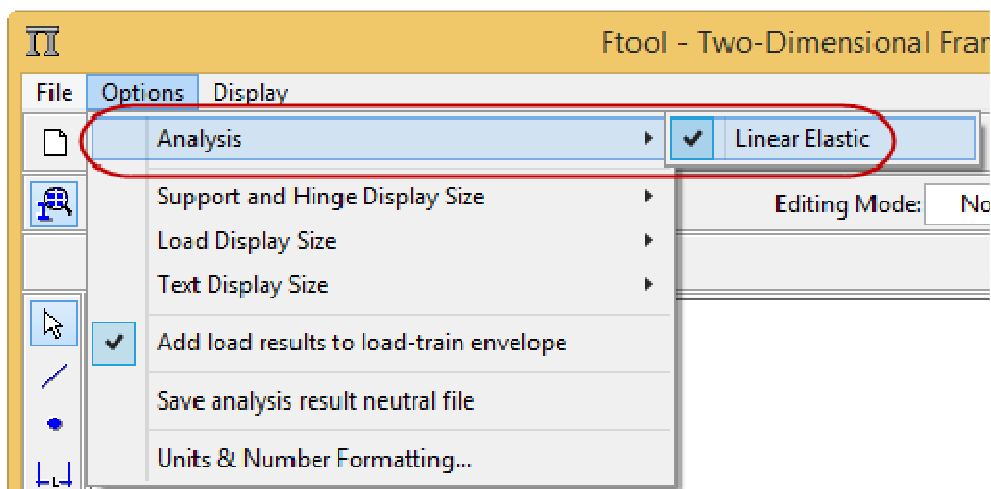 Ftool - Two-Dimensional Fra
File Options Display
Analysis
Linear Elastic
Support and Hinge Display Size
Editing Mode: No
Load Display Size
Text Display Size
Add load results to load-train envelope
Save analysis result neutral file
Units & Number Formatting...
L